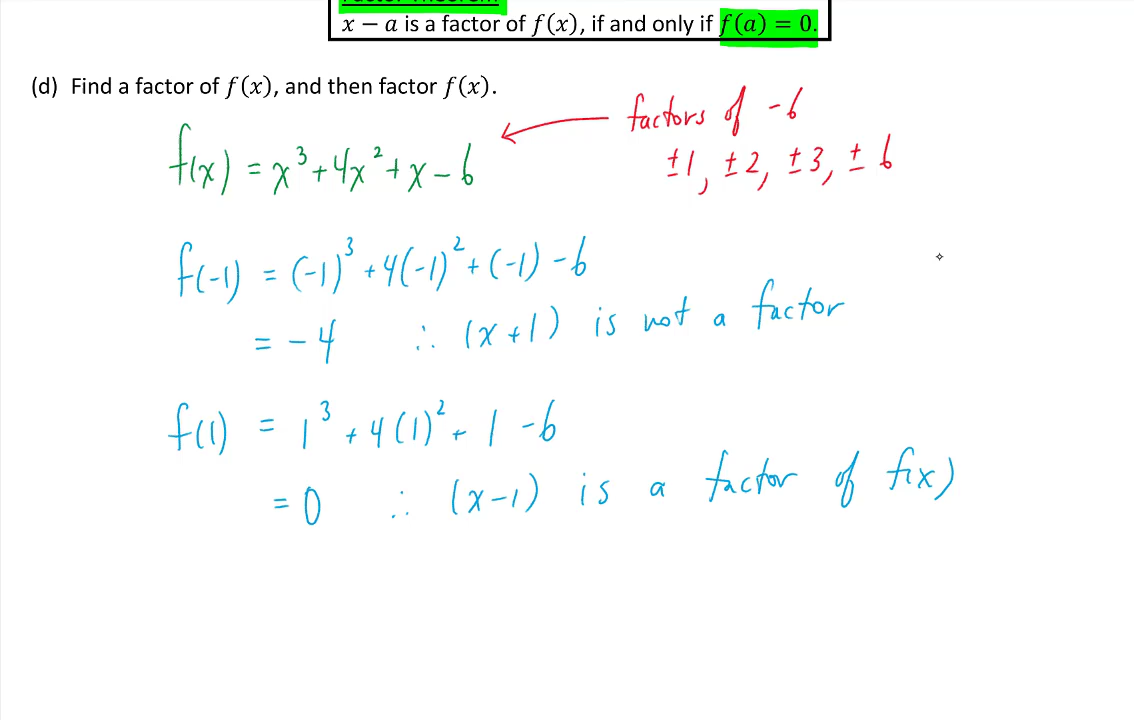 Factor Theorem
x − a is a factor of f(x), if and only if f(a) = 0.
(d) Find a factor of f(x), and then factor f(x).
factors of -6
±1, ±2, ±3, ±6
f(x) = x³+4x²+x-6
f(-1) = (-1)³+4(-1)²+(-1)-6
= -4 ∴ (x+1) is not a factor
f(1) = 1³+4(1)²+1-6
=0 ∴ (x-1) is a factor of f(x)